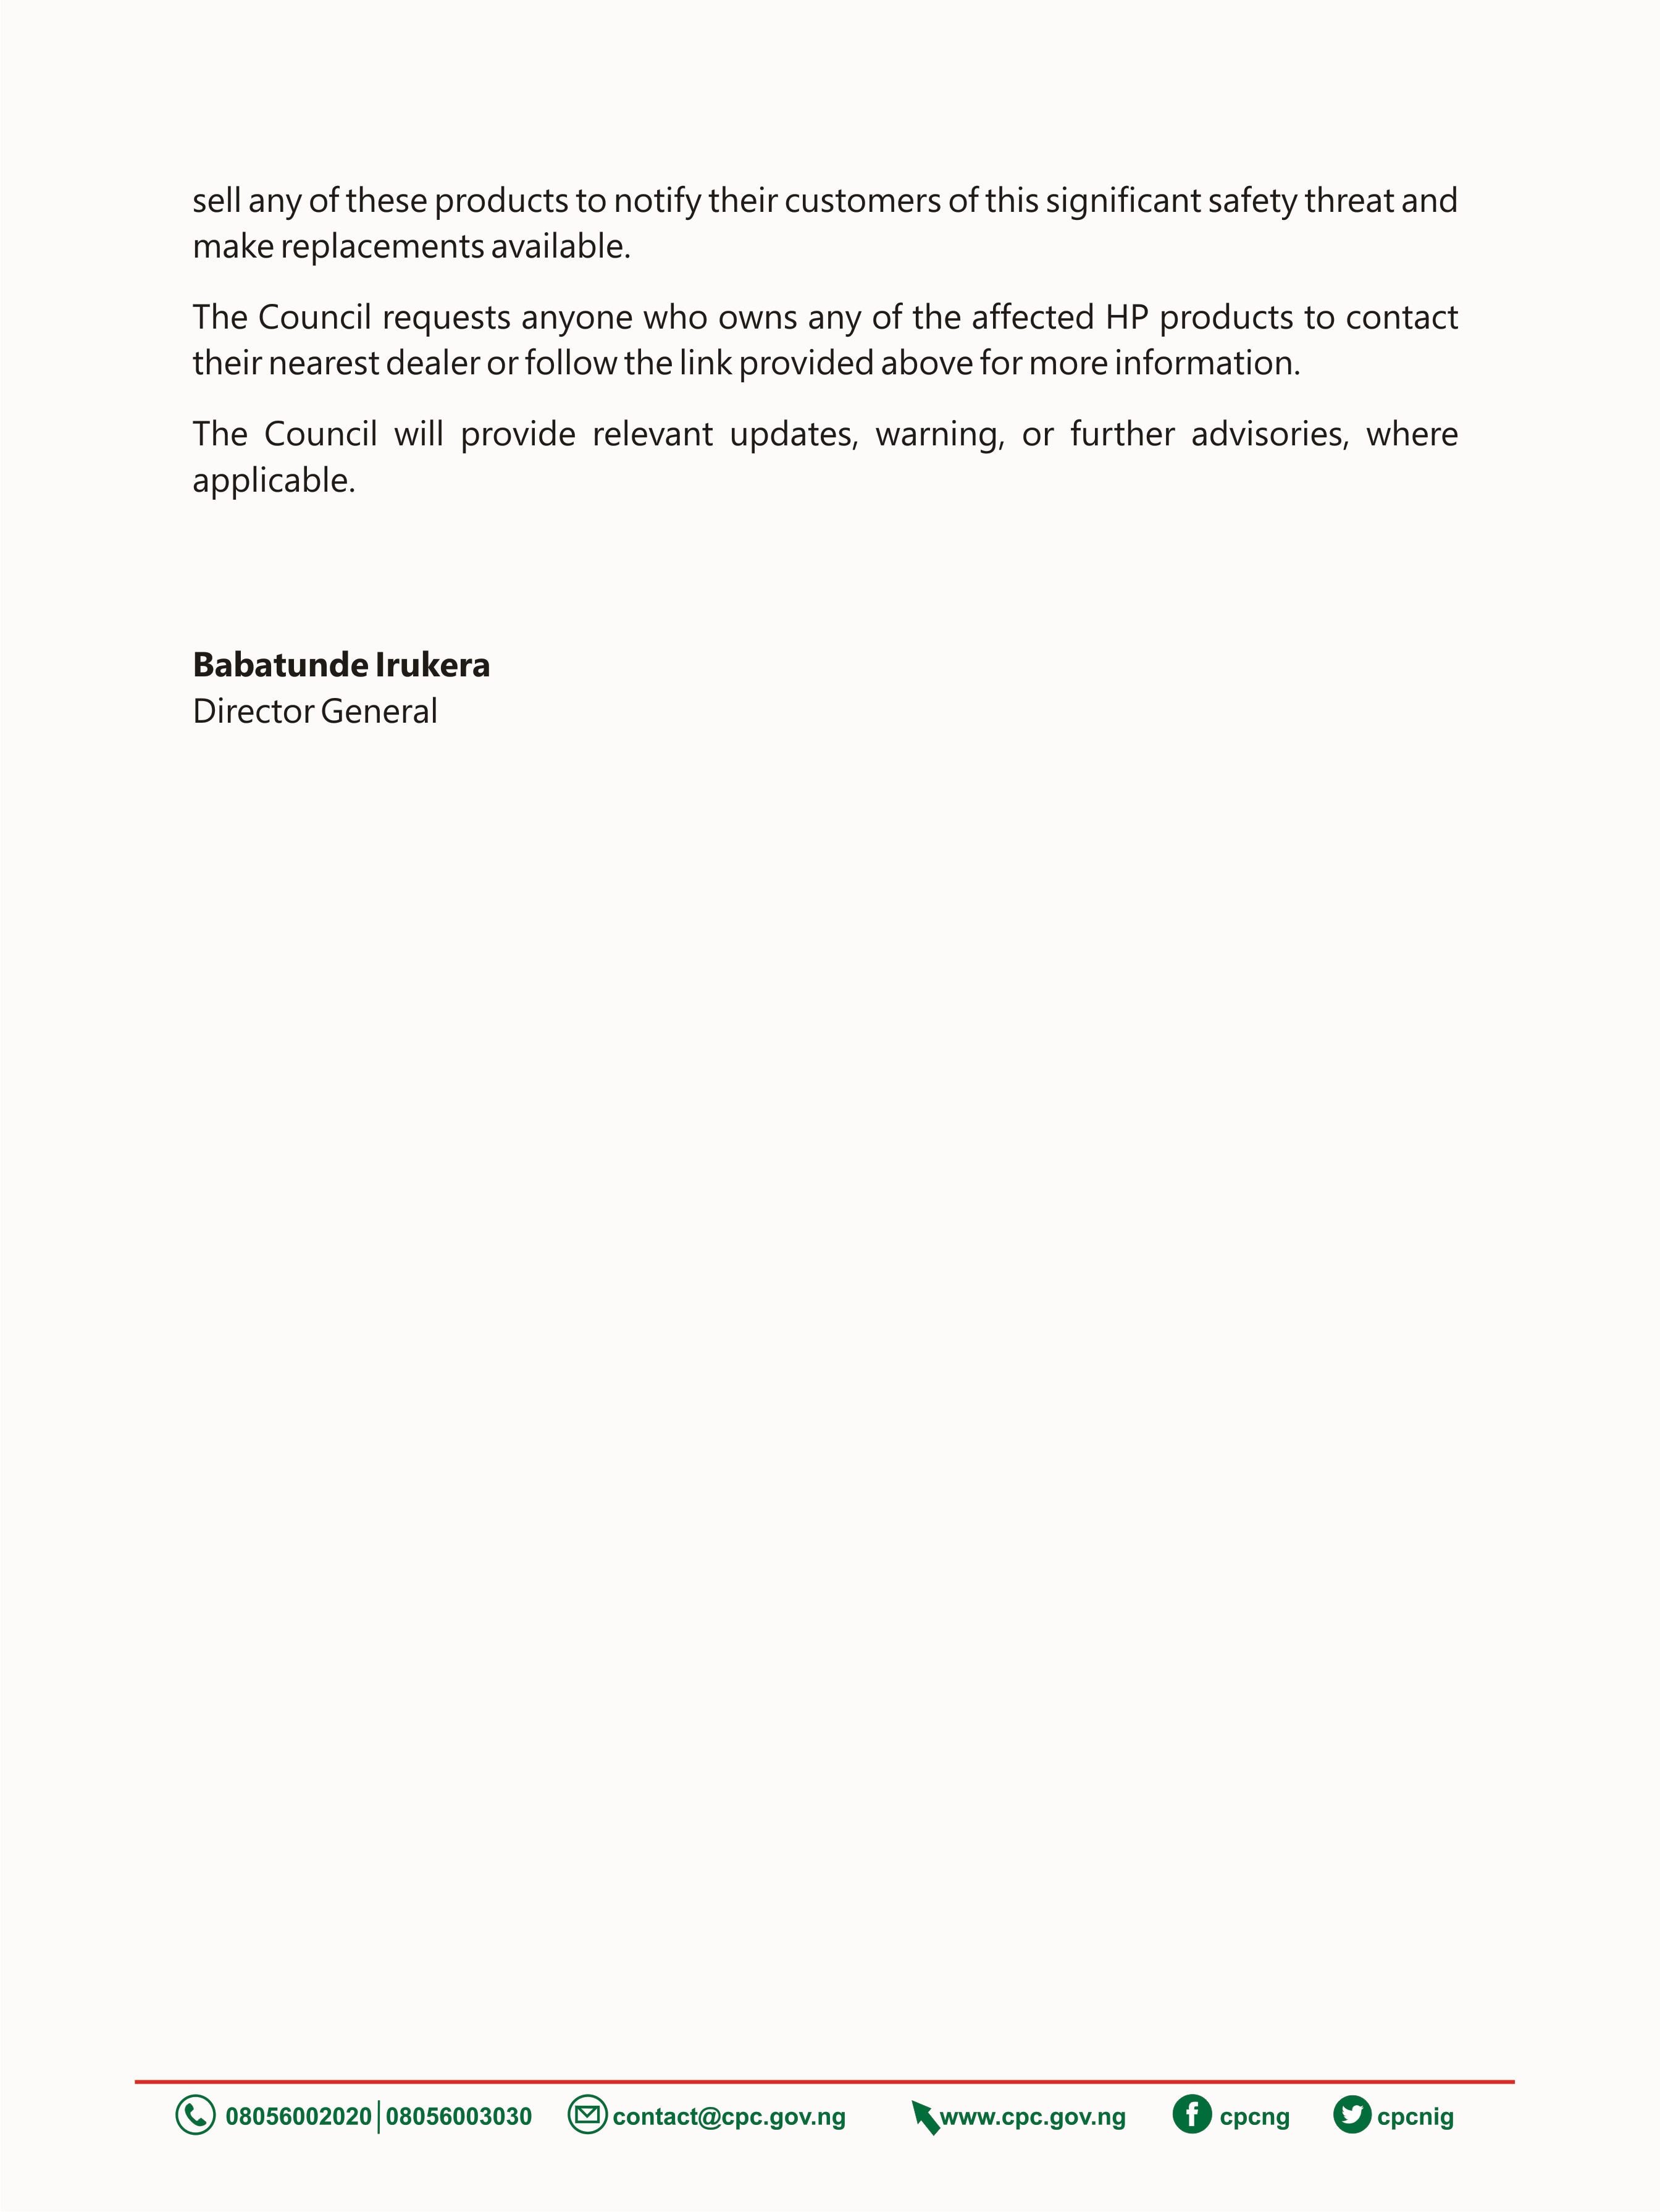 sell any of these products to notify their customers of this significant safety threat and
make replacements available.
The Council requests anyone who owns any of the affected HP products to contact
their nearest dealer or follow the link provided above for more information.
The Council will provide relevant updates, warning, or further advisories, where
applicable.
Babatunde Irukera
Director General
08056002020 | 08056003030 contact@cpc.gov.ng www.cpc.gov.ng cpcng cpcnig